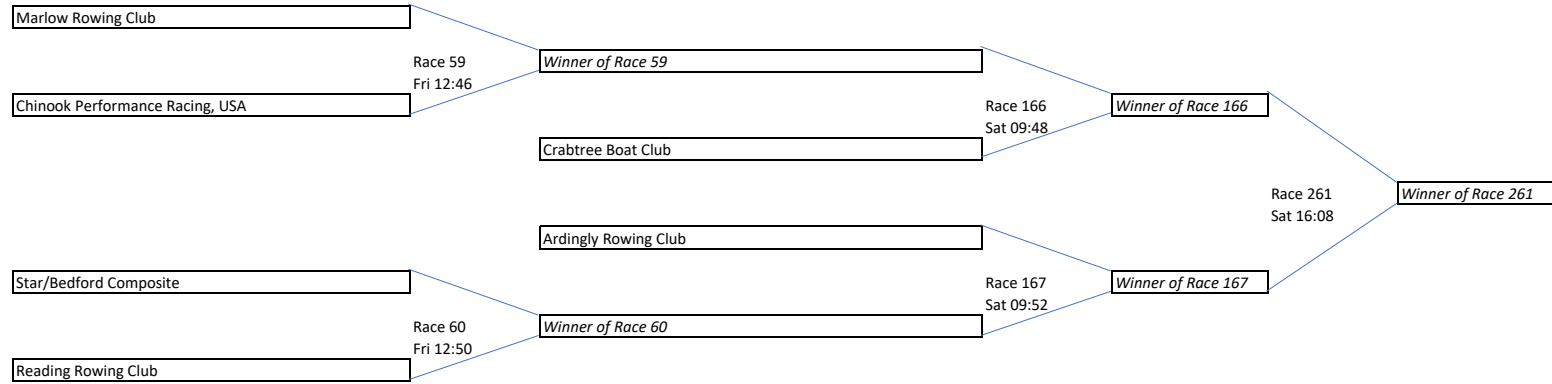 Marlow Rowing Club
Race 59
Fri 12:46
Winner of Race 59
Chinook Performance Racing, USA
Race 166
Sat 09:48
Winner of Race 166
Crabtree Boat Club
Race 261
Sat 16:08
Winner of Race 261
Ardingly Rowing Club
Star/Bedford Composite
Race 167
Sat 09:52
Winner of Race 167
Race 60
Fri 12:50
Winner of Race 60
Reading Rowing Club